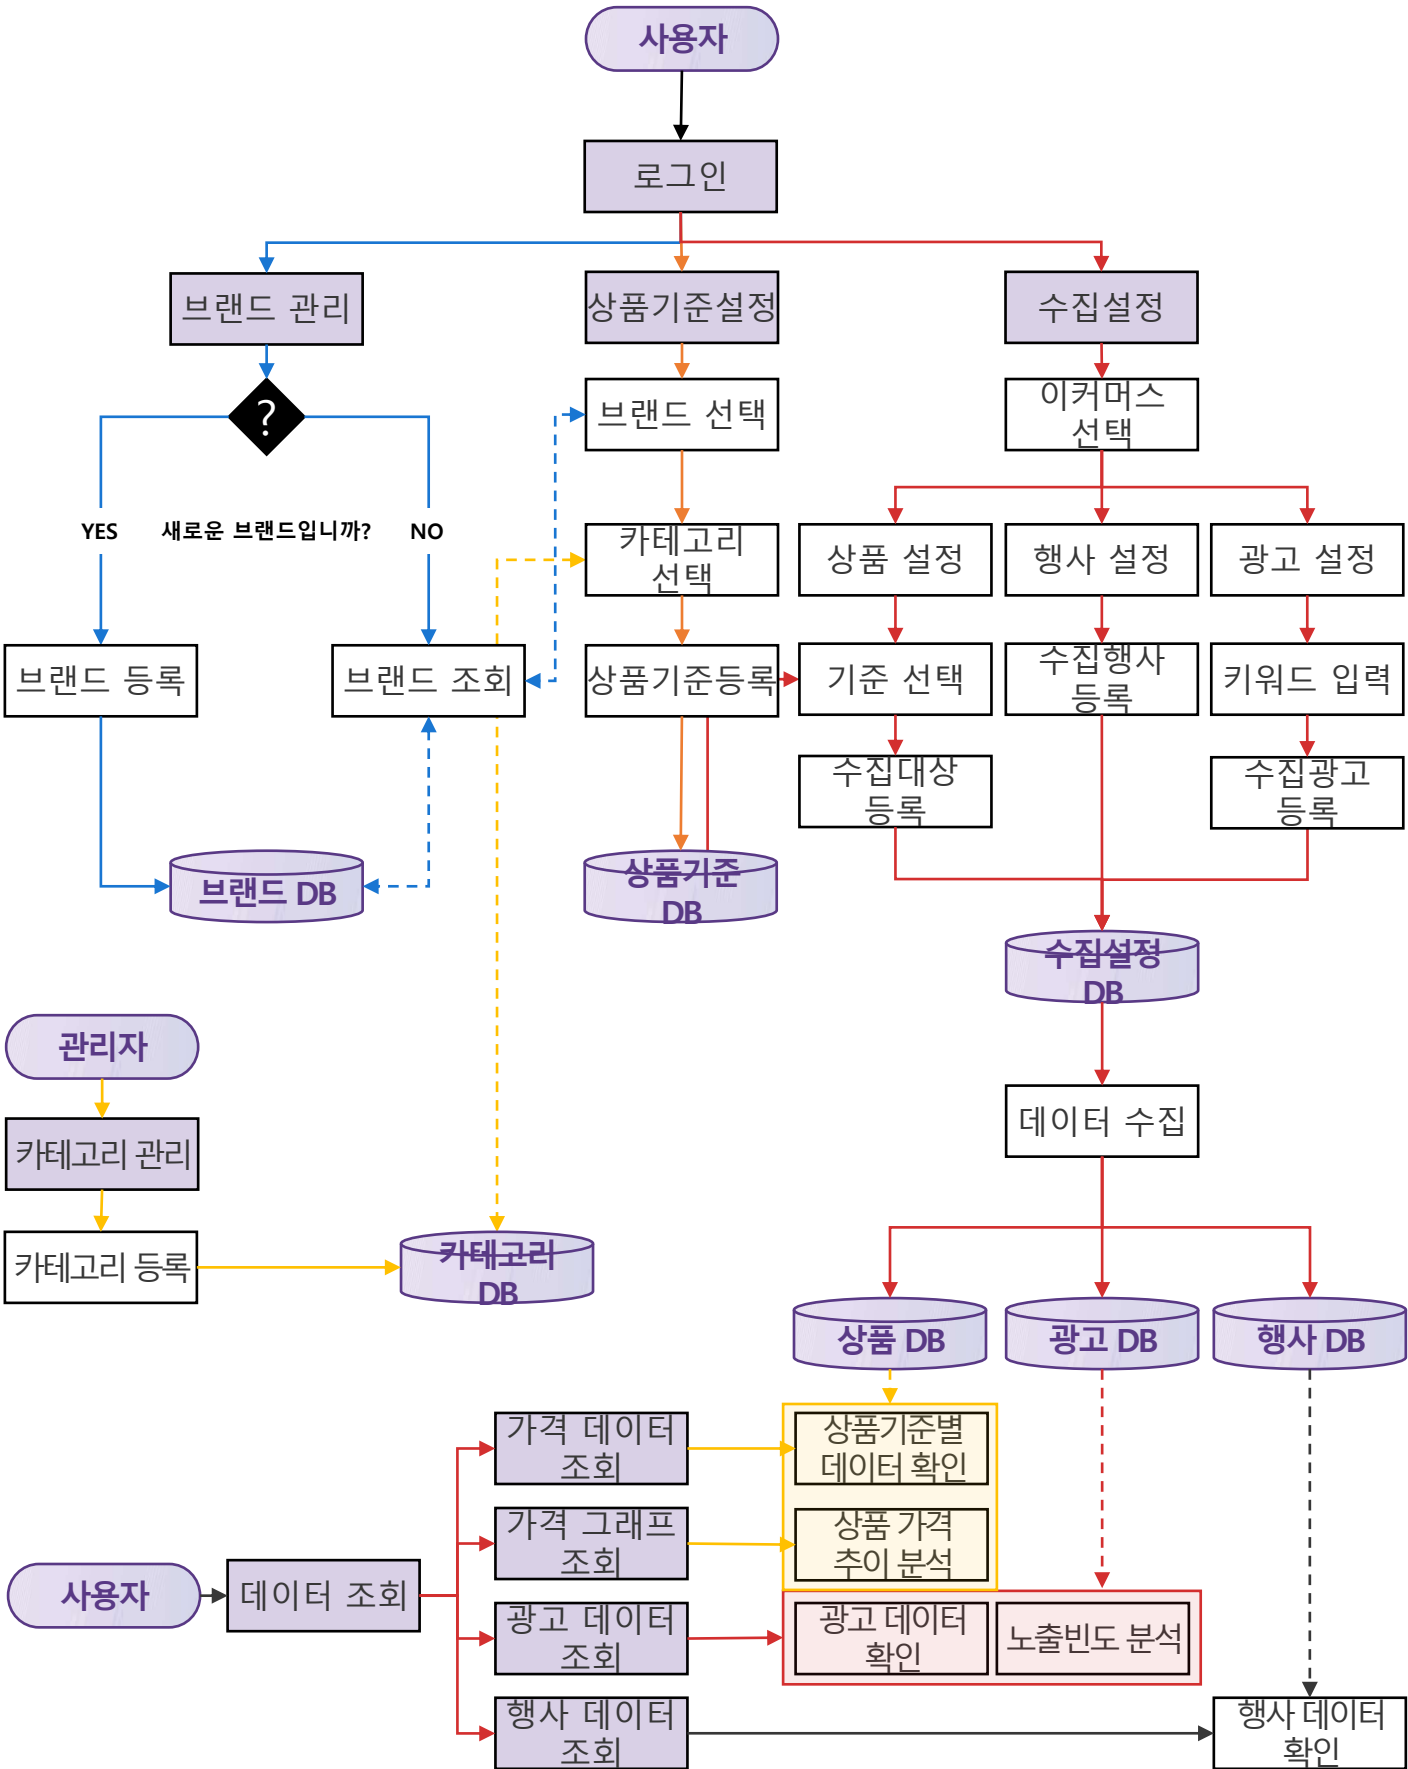 사용자
로그인
브랜드 관리
상품기준설정
수집설정
?
브랜드 선택
이커머스
선택
YES
새로운 브랜드입니까?
NO
카테고리
선택
상품 설정
행사 설정
광고 설정
브랜드 등록
브랜드 조회
상품기준등록
기준 선택
수집행사
등록
키워드 입력
수집대상
등록
수집광고
등록
브랜드 DB
상품기준
DB
수집설정
DB
관리자
카테고리 관리
데이터 수집
카테고리 등록
카테고리
DB
상품 DB
광고 DB
행사 DB
가격 데이터
조회
상품기준별
데이터 확인
가격 그래프
조회
상품 가격
추이 분석
사용자
데이터 조회
광고 데이터
조회
광고 데이터
확인
노출빈도 분석
행사 데이터
조회
행사 데이터
확인